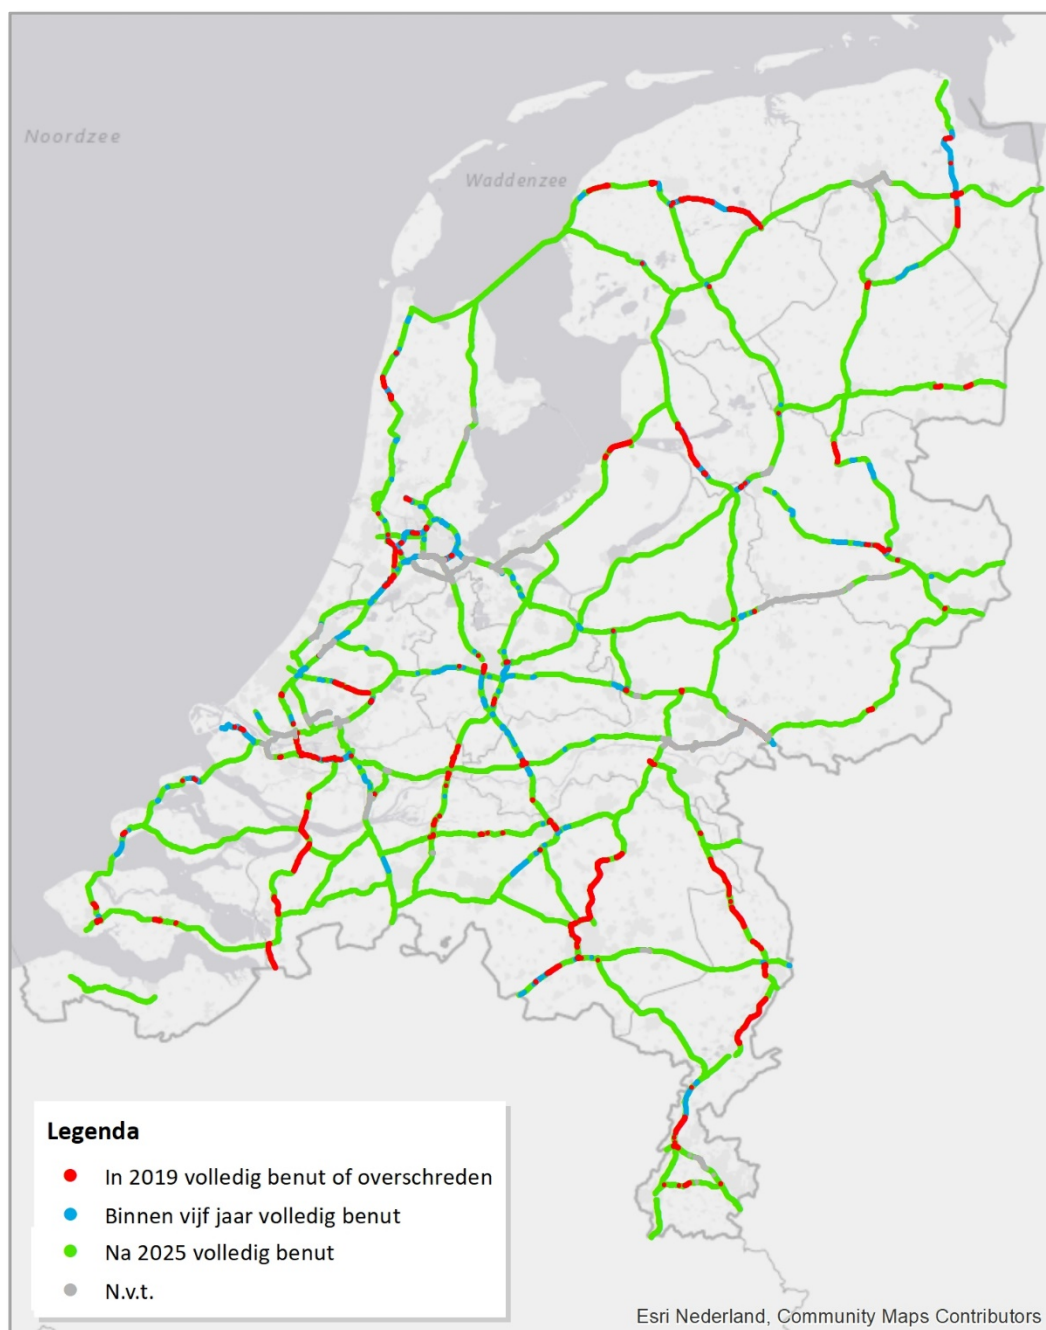 Noordzee
Waddenzee
Legenda
In 2019 volledig benut of overschreden
Binnen vijf jaar volledig benut
Na 2025 volledig benut
N.v.t.
Esri Nederland, Community Maps Contributors